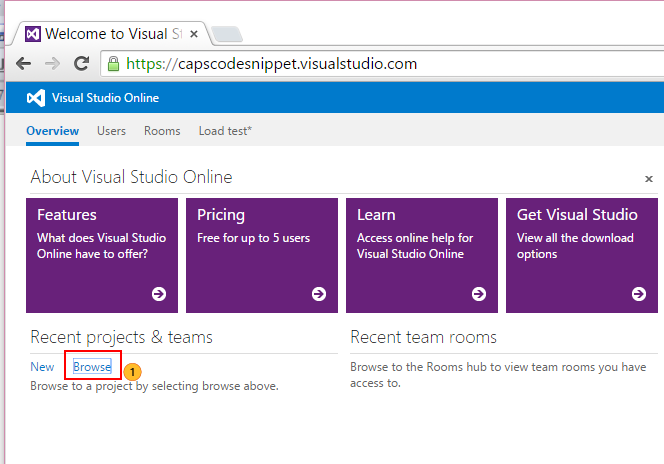 Welcome to Visual St
https://capscodesnippet.visualstudio.com
Visual Studio Online
Overview Users Rooms Load test*
About Visual Studio Online
Features
What does Visual Studio
Online have to offer?
Pricing
Free for up to 5 users
Learn
Access online help for
Visual Studio Online
Get Visual Studio
View all the download
options
Recent projects & teams
New Browse 1
Browse to a project by selecting browse above.
Recent team rooms
Browse to the Rooms hub to view team rooms you have
access to.